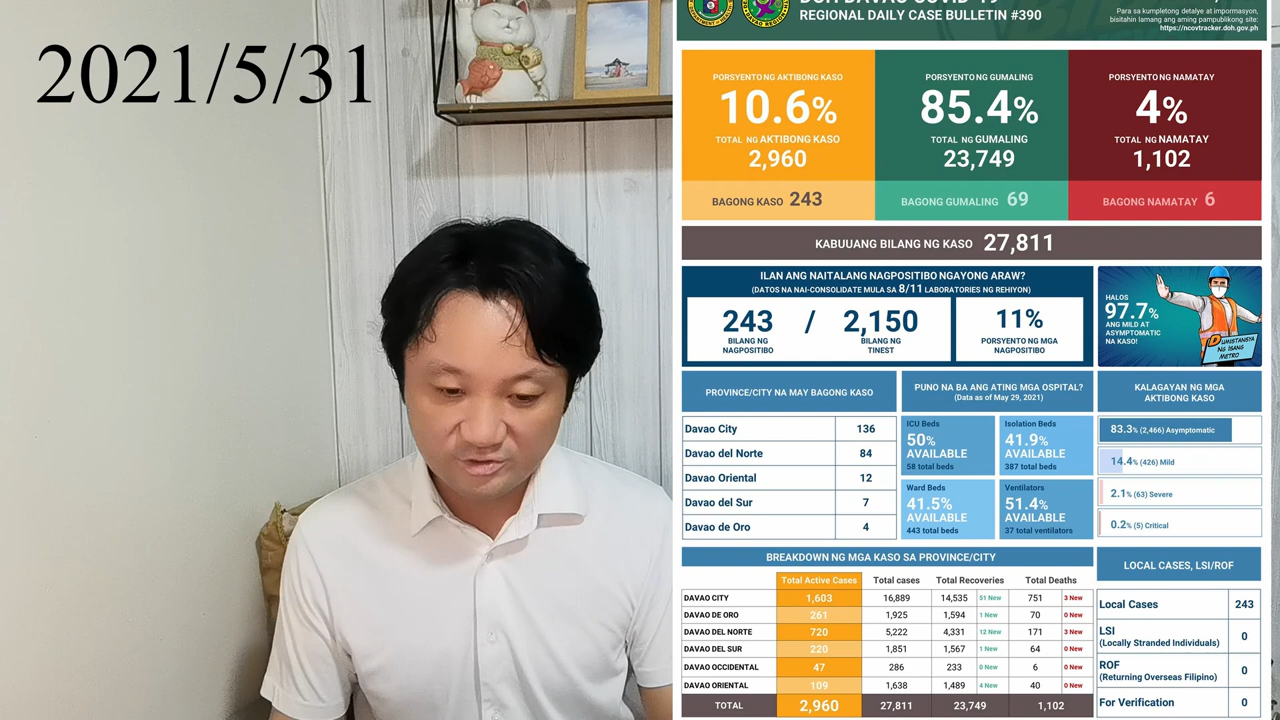 2021/5/31
DOH DAVAO COVID-19
REGIONAL DAILY CASE BULLETIN #390
Para sa kumpletong detalye at impormasyon,
bisitahin lamang ang aming pampublikong site:
https://ncovtracker.doh.gov.ph
PORSYENTO NG AKTIBONG KASO
10.6%
TOTAL NG AKTIBONG KASO
2,960
BAGONG KASO 243
PORSYENTO NG GUMALING
85.4%
TOTAL NG GUMALING
23,749
BAGONG GUMALING 69
PORSYENTO NG NAMATAY
4%
TOTAL NG NAMATAY
1,102
BAGONG NAMATAY 6
KABUUANG BILANG NG KASO 27,811
ILAN ANG NAITALANG NAGPOSITIBO NGAYONG ARAW?
(DATOS NA NAI-CONSOLIDATE MULA SA 8/11 LABORATORIES NG REHIYON)
243 / 2,150
BILANG NG
NAGPOSITIBO
BILANG NG
TINEST
11%
PORSYENTO NG MGA
NAGPOSITIBO
HALOS
97.7%
ANG MILD AT
ASYMPTOMATIC
NA KASO!
DUMISTANSYA
NG ISANG
METRO
PROVINCE/CITY NA MAY BAGONG KASO
Davao City 136
Davao del Norte 84
Davao Oriental 12
Davao del Sur 7
Davao de Oro 4
PUNO NA BA ANG ATING MGA OSPITAL?
(Data as of May 29, 2021)
ICU Beds
50%
AVAILABLE
58 total beds
Isolation Beds
41.9%
AVAILABLE
387 total beds
Ward Beds
41.5%
AVAILABLE
443 total beds
Ventilators
51.4%
AVAILABLE
37 total ventilators
KALAGAYAN NG MGA
AKTIBONG KASO
83.3% (2,466) Asymptomatic
14.4% (426) Mild
2.1% (63) Severe
0.2% (5) Critical
BREAKDOWN NG MGA KASO SA PROVINCE/CITY
Total Active Cases Total cases Total Recoveries Total Deaths
DAVAO CITY 1,603 16,889 14,535 51 New 751 3 New
DAVAO DE ORO 261 1,925 1,594 1 New 70 0 New
DAVAO DEL NORTE 720 5,222 4,331 12 New 171 3 New
DAVAO DEL SUR 220 1,851 1,567 1 New 64 0 New
DAVAO OCCIDENTAL 47 286 233 0 New 6 0 New
DAVAO ORIENTAL 109 1,638 1,489 4 New 40 0 New
TOTAL 2,960 27,811 23,749 1,102
LOCAL CASES, LSI/ROF
Local Cases 243
LSI
(Locally Stranded Individuals) 0
ROF
(Returning Overseas Filipino) 0
For Verification 0